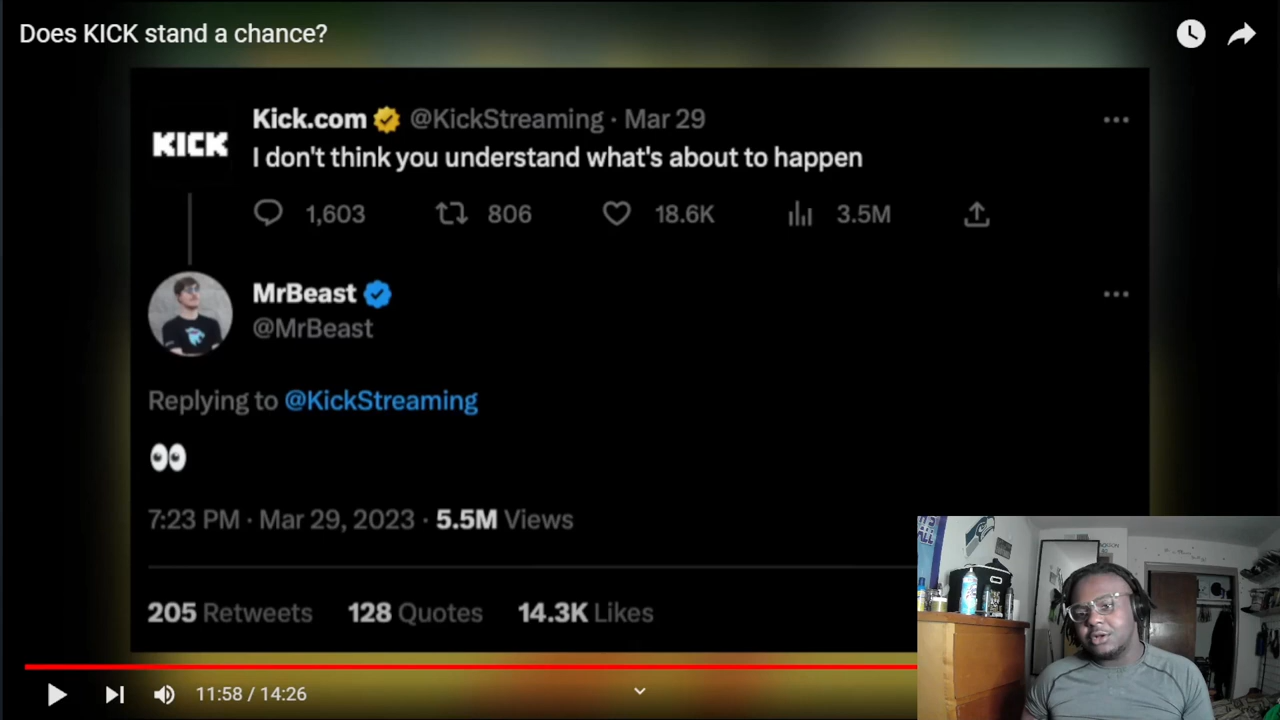 Does KICK stand a chance?
KICK
Kick.com @KickStreaming · Mar 29
I don't think you understand what's about to happen
1,603 806 18.6K 3.5M
MrBeast
@MrBeast
Replying to @KickStreaming
👀
7:23 PM · Mar 29, 2023 · 5.5M Views
205 Retweets 128 Quotes 14.3K Likes
11:58 / 14:26